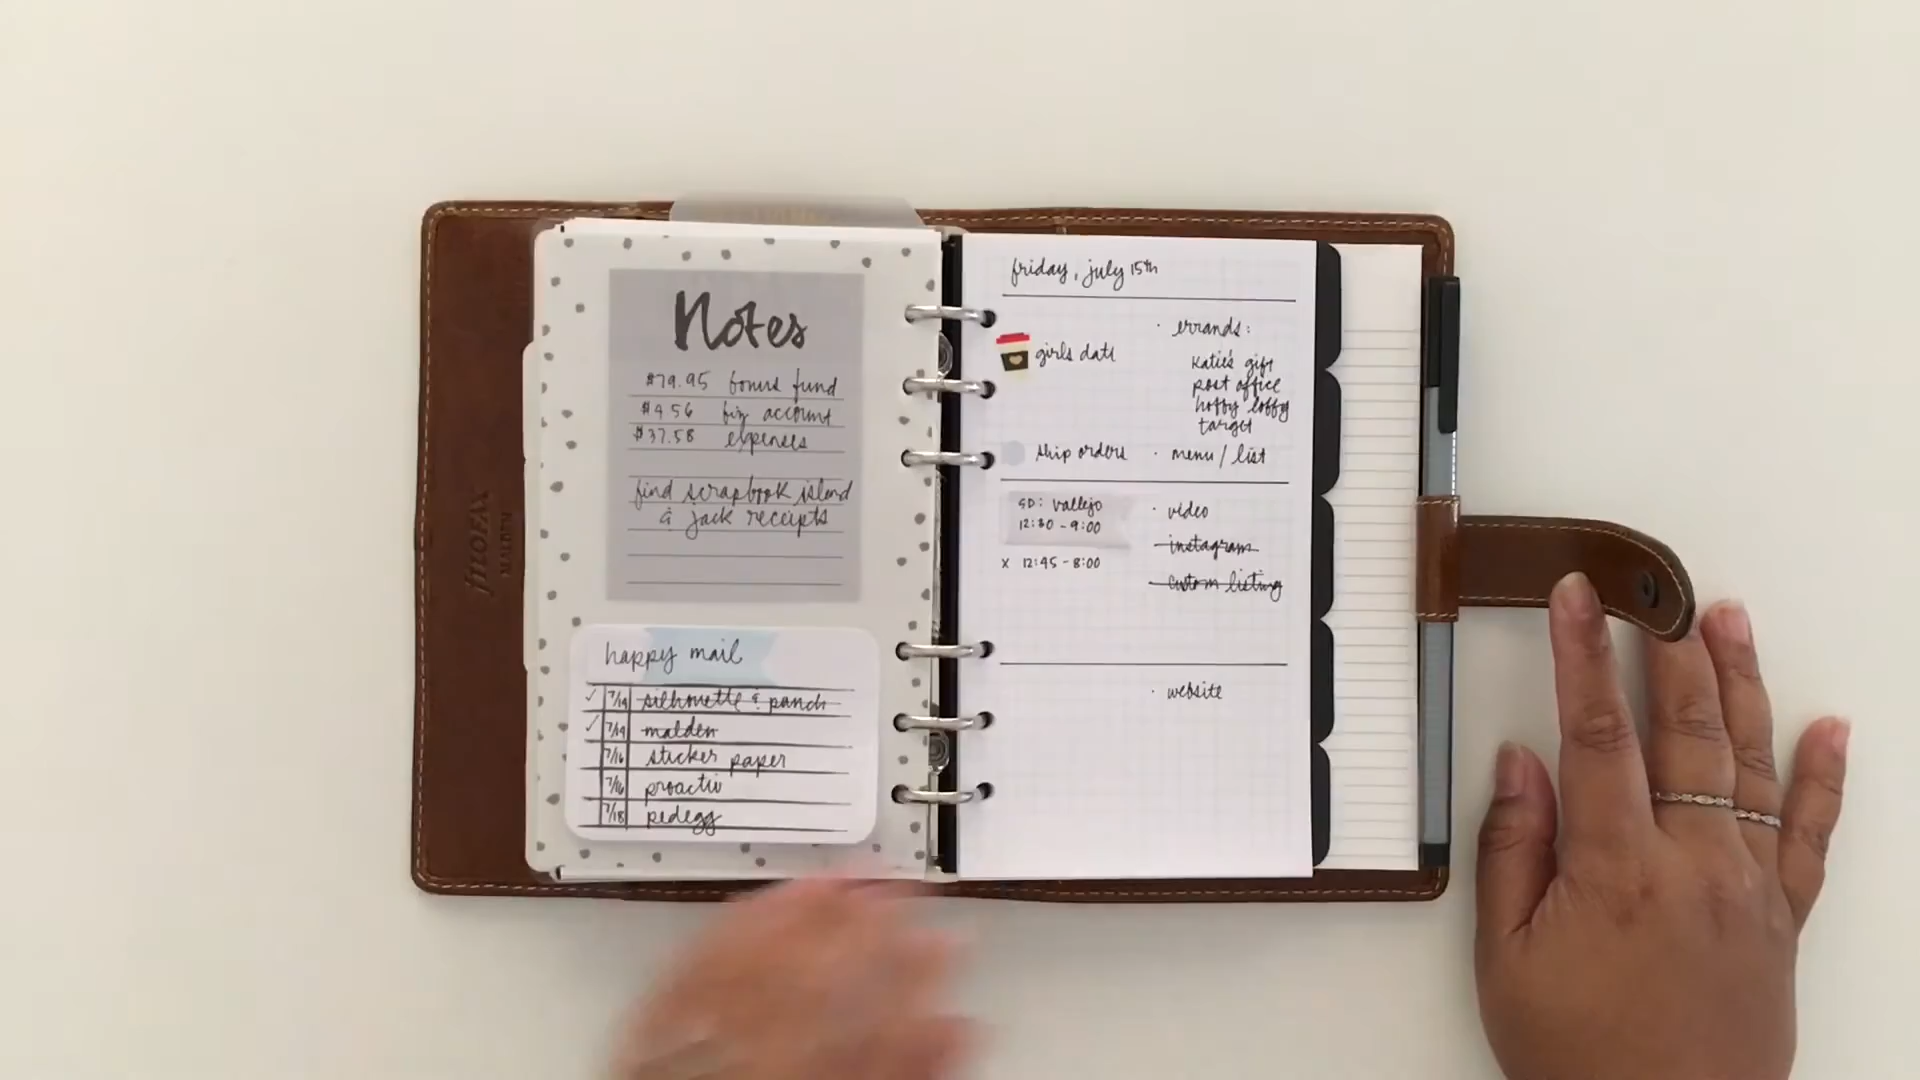 filofax
MALDEN
Notes
$79.95 bonus fund
$4.56 biz account
$37.58 expenses
find scrapbook island
& jack receipts
happy mail
✓ 7/14 silhouette & panch
✓ 7/14 malden
7/16 sticker paper
7/16 proactiv
7/18 pedegg
friday, july 15th
girls date
· errands:
Katie's gift
post office
hobby lobby
target
ship orders
· menu / list
SD: vallejo
12:30 - 9:00
x 12:45 - 8:00
· video
instagram
custom listing
· website